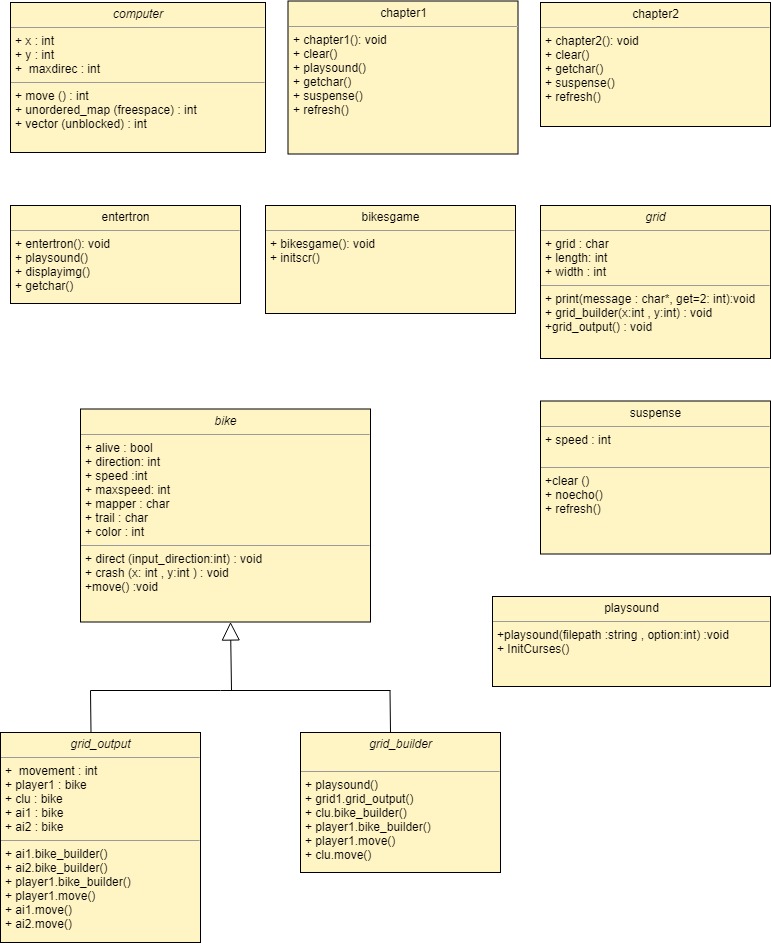 computer
+ x : int
+ y : int
+  maxdirec : int
+ move () : int
+ unordered_map (freespace) : int
+ vector (unblocked) : int
chapter1
+ chapter1(): void
+ clear()
+ playsound()
+ getchar()
+ suspense()
+ refresh()
chapter2
+ chapter2(): void
+ clear()
+ getchar()
+ suspense()
+ refresh()
entertron
+ entertron(): void
+ playsound()
+ displayimg()
+ getchar()
bikesgame
+ bikesgame(): void
+ initscr()
grid
+ grid : char
+ length: int
+ width : int
+ print(message : char*, get=2: int):void
+ grid_builder(x:int , y:int) : void
+grid_output() : void
bike
+ alive : bool
+ direction: int
+ speed :int
+ maxspeed: int
+ mapper : char
+ trail : char
+ color : int
+ direct (input_direction:int) : void
+ crash (x: int , y:int ) : void
+move() :void
suspense
+ speed : int
+clear ()
+ noecho()
+ refresh()
playsound
+playsound(filepath :string , option:int) :void
+ InitCurses()
grid_output
+  movement : int
+ player1 : bike
+ clu : bike
+ ai1 : bike
+ ai2 : bike
+ ai1.bike_builder()
+ ai2.bike_builder()
+ player1.bike_builder()
+ player1.move()
+ ai1.move()
+ ai2.move()
grid_builder
+ playsound()
+ grid1.grid_output()
+ clu.bike_builder()
+ player1.bike_builder()
+ player1.move()
+ clu.move()